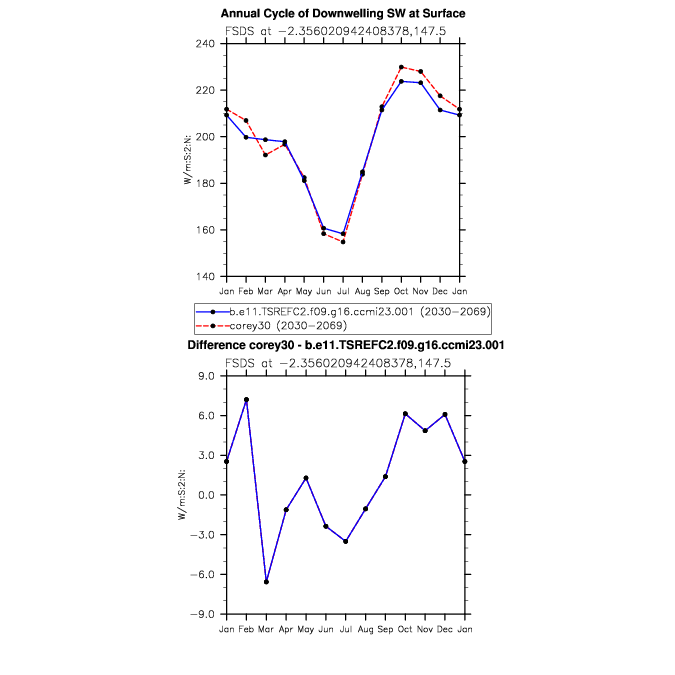 Annual Cycle of Downwelling SW at Surface
FSDS at −2.356020942408378,147.5
240
220
200
180
160
140
W/m:S:2:N:
Jan Feb Mar Apr May Jun Jul Aug Sep Oct Nov Dec Jan
b.e11.TSREFC2.f09.g16.ccmi23.001 (2030−2069)
corey30 (2030−2069)
Difference corey30 - b.e11.TSREFC2.f09.g16.ccmi23.001
FSDS at −2.356020942408378,147.5
9.0
6.0
3.0
0.0
−3.0
−6.0
−9.0
W/m:S:2:N:
Jan Feb Mar Apr May Jun Jul Aug Sep Oct Nov Dec Jan